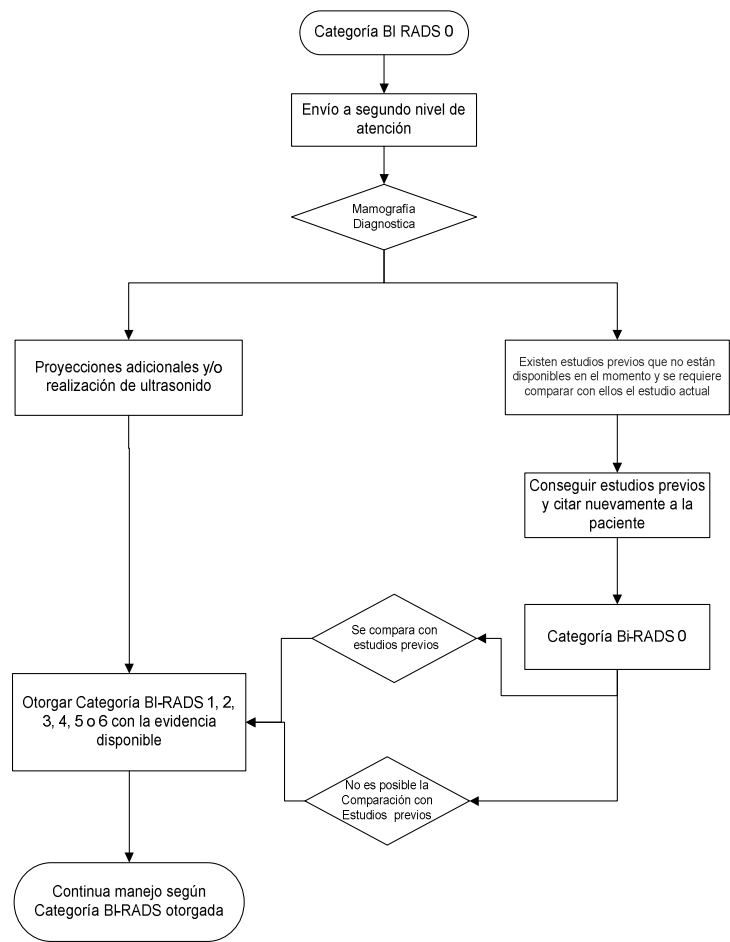 Categoría BI RADS 0
Envío a segundo nivel de
atención
Mamografía
Diagnostica
Proyecciones adicionales y/o
realización de ultrasonido
Existen estudios previos que no están
disponibles en el momento y se requiere
comparar con ellos el estudio actual
Conseguir estudios previos
y citar nuevamente a la
paciente
Categoría Bi-RADS 0
Se compara con
estudios previos
Otorgar Categoría BI-RADS 1, 2,
3, 4, 5 o 6 con la evidencia
disponible
No es posible la
Comparación con
Estudios previos
Continua manejo según
Categoría BI-RADS otorgada